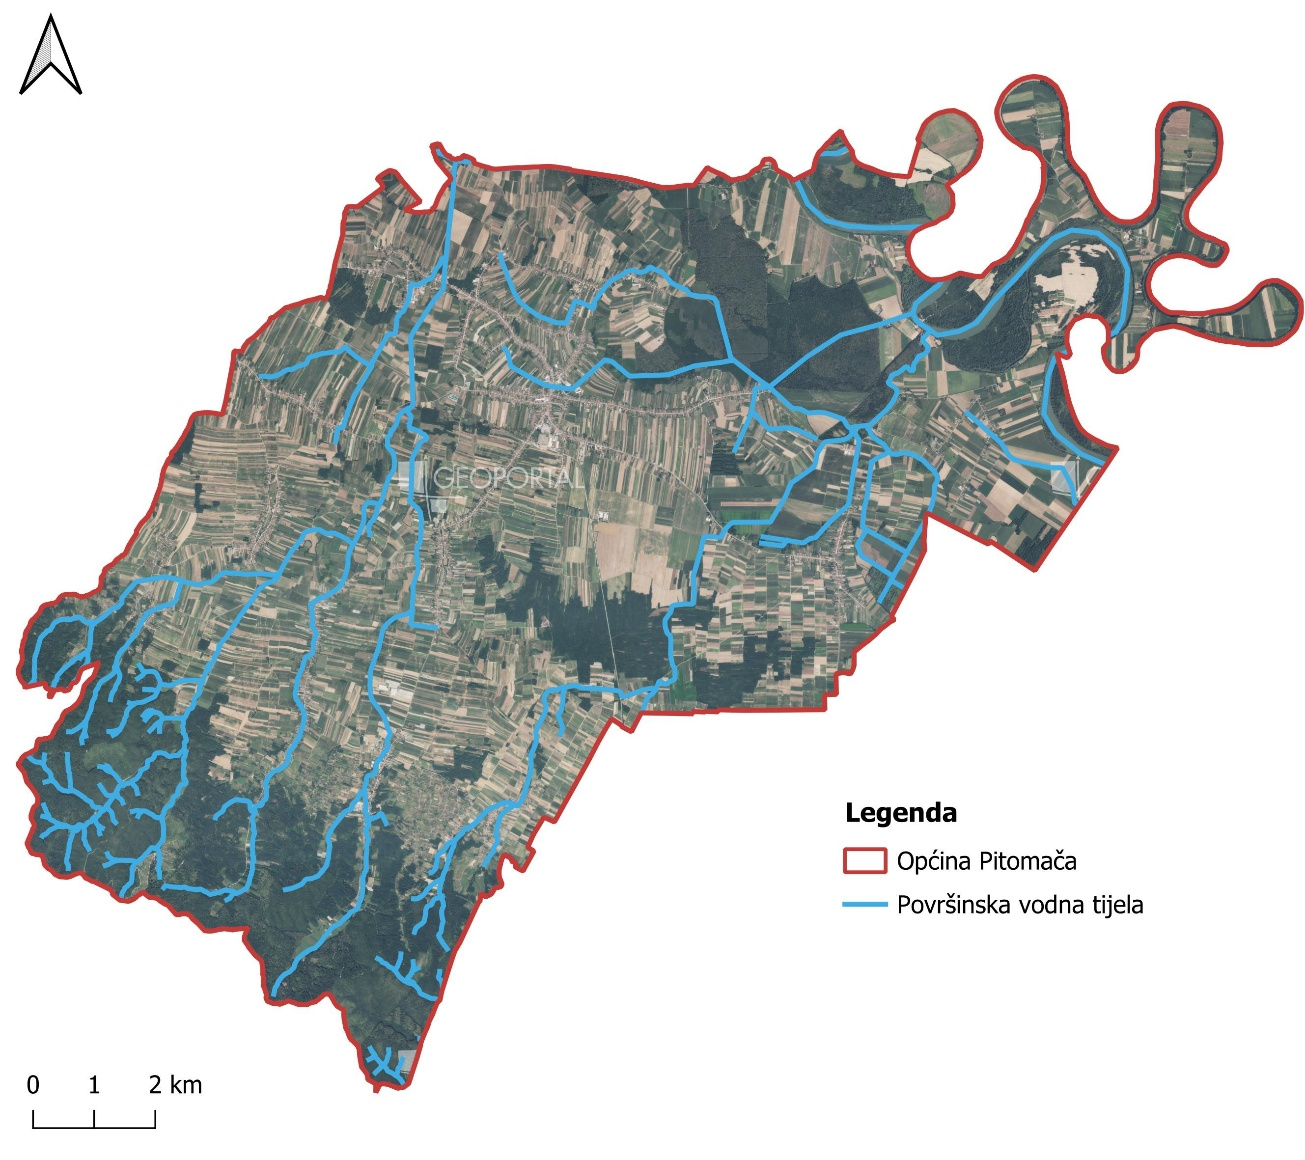 GEOPORTAL
Legenda
Općina Pitomača
Površinska vodna tijela
0 1 2 km